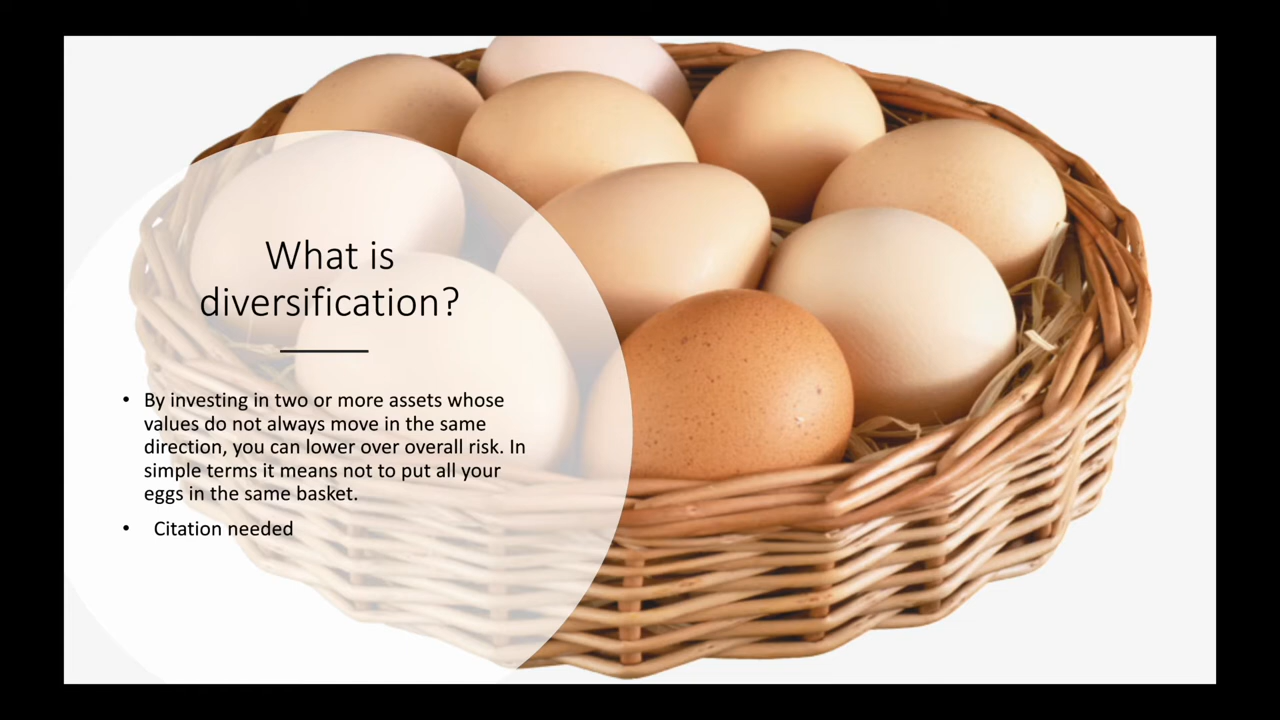 What is
diversification?
• By investing in two or more assets whose
values do not always move in the same
direction, you can lower over overall risk. In
simple terms it means not to put all your
eggs in the same basket.
• Citation needed